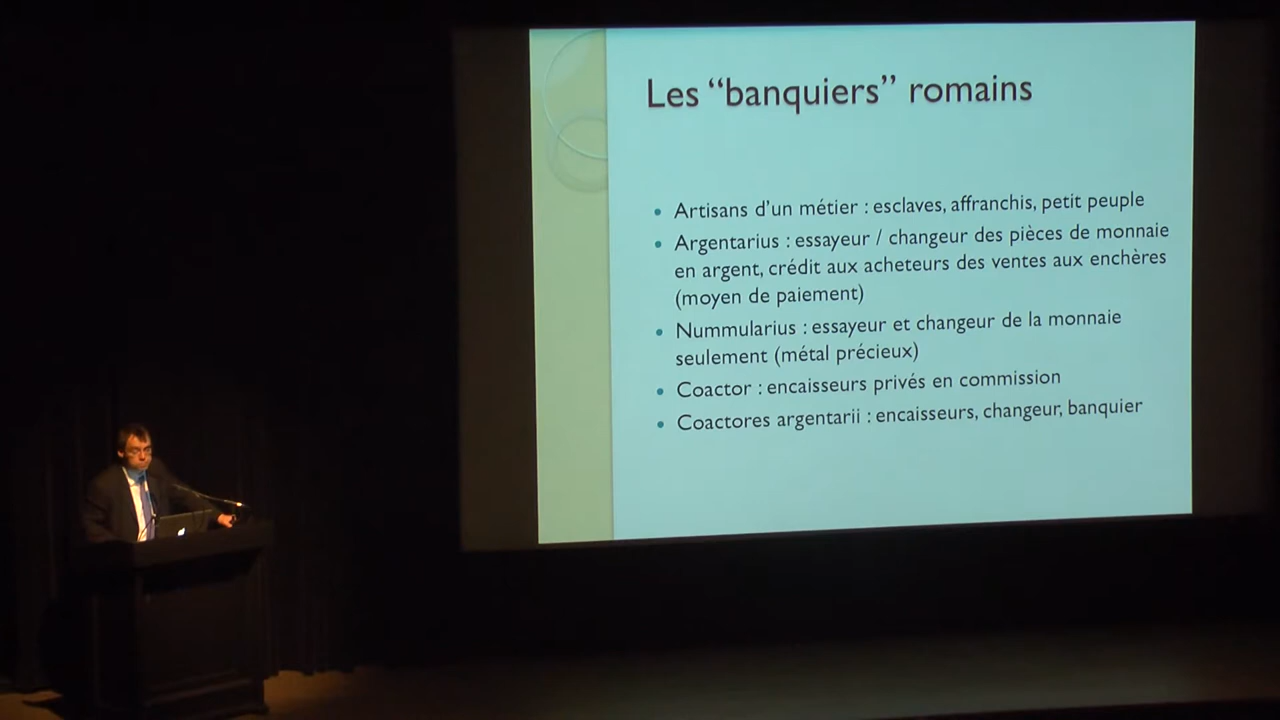 Les “banquiers” romains
• Artisans d’un métier : esclaves, affranchis, petit peuple
• Argentarius : essayeur / changeur des pièces de monnaie
en argent, crédit aux acheteurs des ventes aux enchères
(moyen de paiement)
• Nummularius : essayeur et changeur de la monnaie
seulement (métal précieux)
• Coactor : encaisseurs privés en commission
• Coactores argentarii : encaisseurs, changeur, banquier